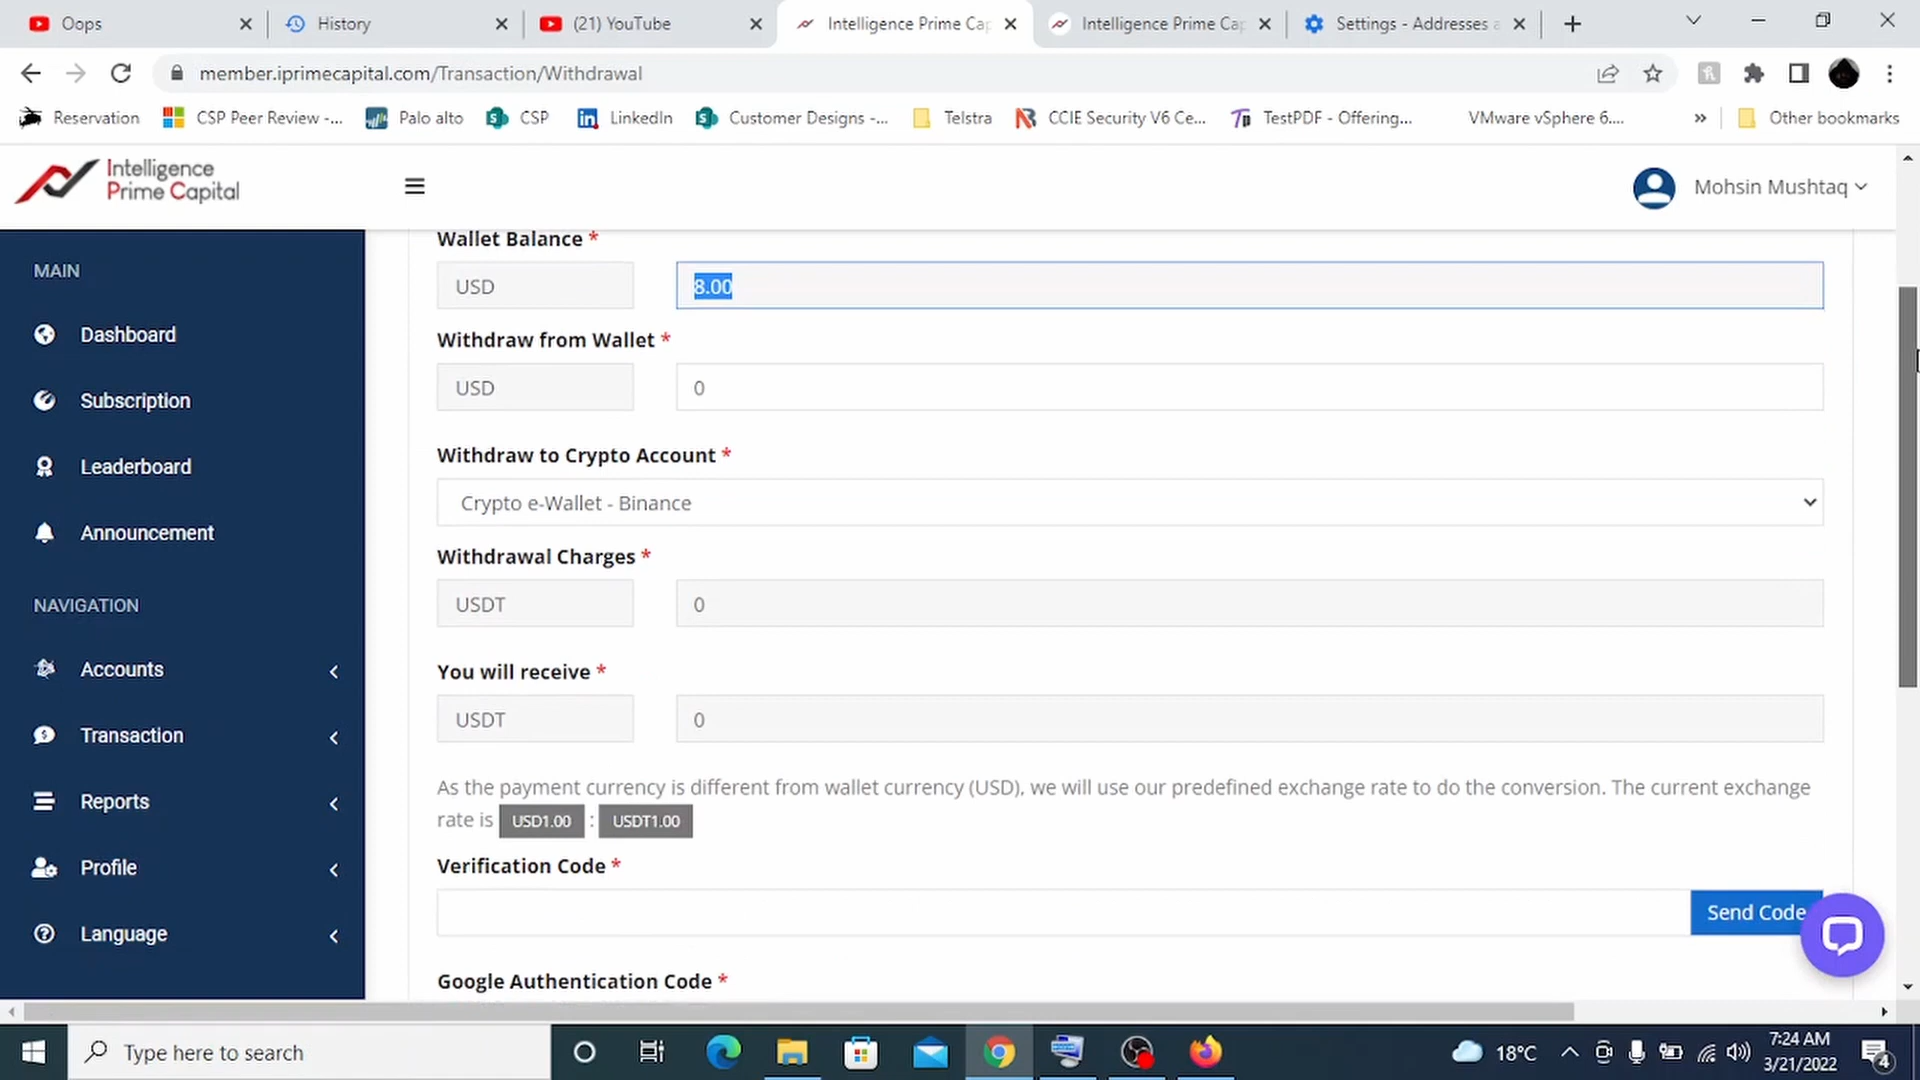 Oops
History
(21) YouTube
Intelligence Prime Ca
Intelligence Prime Ca
Settings - Addresses a
member.iprimecapital.com/Transaction/Withdrawal
Reservation
CSP Peer Review -...
Palo alto
CSP
LinkedIn
Customer Designs -...
Telstra
CCIE Security V6 Ce...
TestPDF - Offering...
VMware vSphere 6....
»
Other bookmarks
Intelligence
Prime Capital
Mohsin Mushtaq
MAIN
Dashboard
Subscription
Leaderboard
Announcement
NAVIGATION
Accounts
Transaction
Reports
Profile
Language
Wallet Balance *
USD
8.00
Withdraw from Wallet *
USD
0
Withdraw to Crypto Account *
Crypto e-Wallet - Binance
Withdrawal Charges *
USDT
0
You will receive *
USDT
0
As the payment currency is different from wallet currency (USD), we will use our predefined exchange rate to do the conversion. The current exchange
rate is USD1.00 : USDT1.00
Verification Code *
Send Code
Google Authentication Code *
Type here to search
18°C
7:24 AM
3/21/2022
4